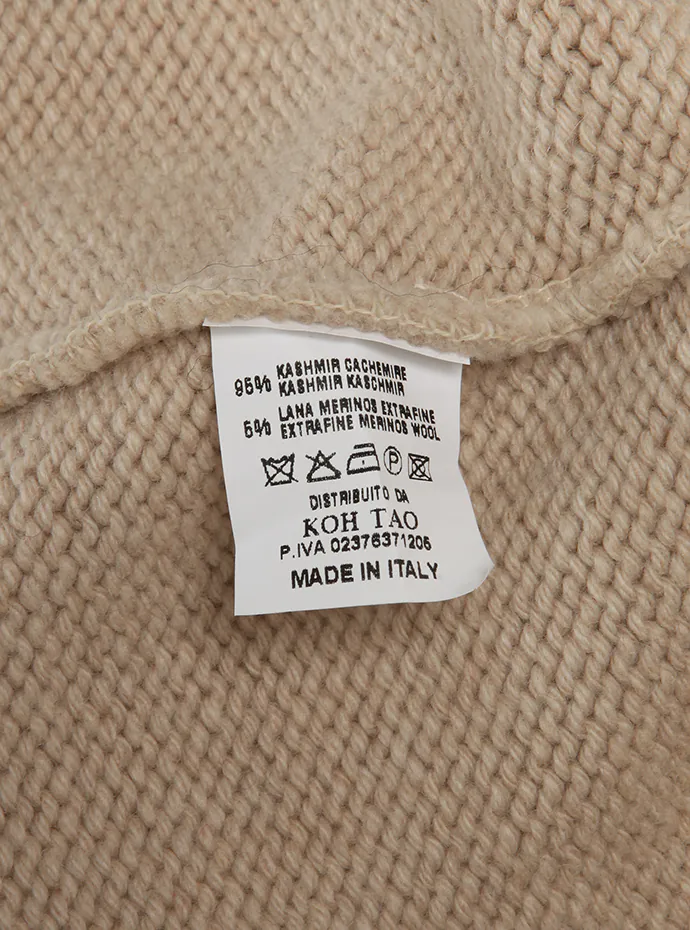 95% KASHMIR CACHEMIRE
KASHMIR KASCHMIR
5% LANA MERINOS EXTRAFINE
EXTRAFINE MERINOS WOOL
P
DISTRIBUITO DA
KOH TAO
P.IVA 02376371206
MADE IN ITALY